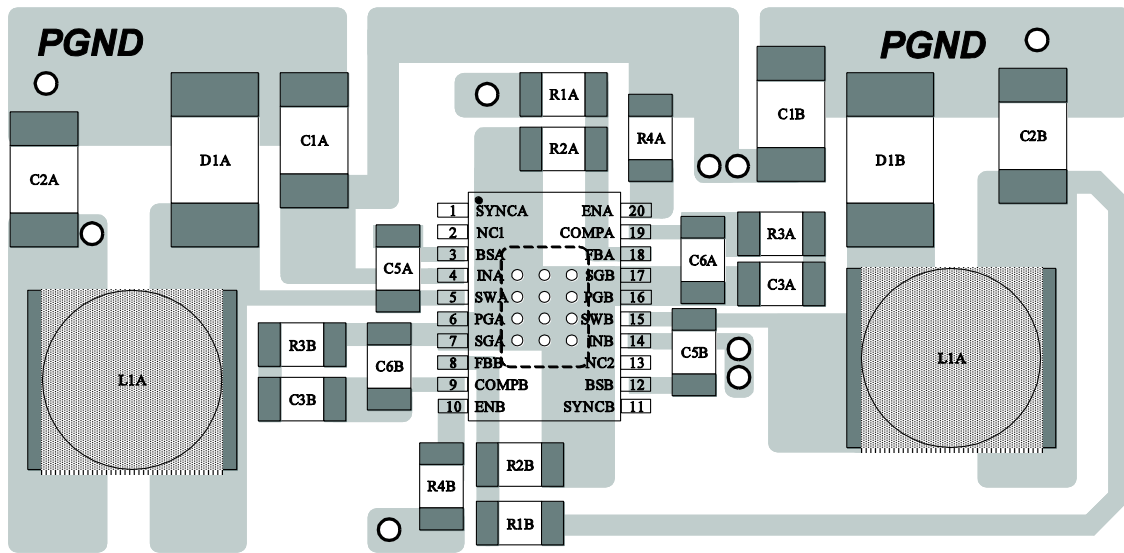 PGND
PGND
C2A
D1A
C1A
R1A
R2A
R4A
C1B
D1B
C2B
1 SYNCA ENA 20
2 NC1 COMPA 19
3 BSA FBA 18
4 INA SGB 17
5 SWA PGB 16
6 PGA SWB 15
7 SGA INB 14
8 FBB NC2 13
9 COMPB BSB 12
10 ENB SYNCB 11
C5A
C6A
R3A
C3A
L1A
R3B
C3B
C6B
C5B
L1A
R4B
R2B
R1B